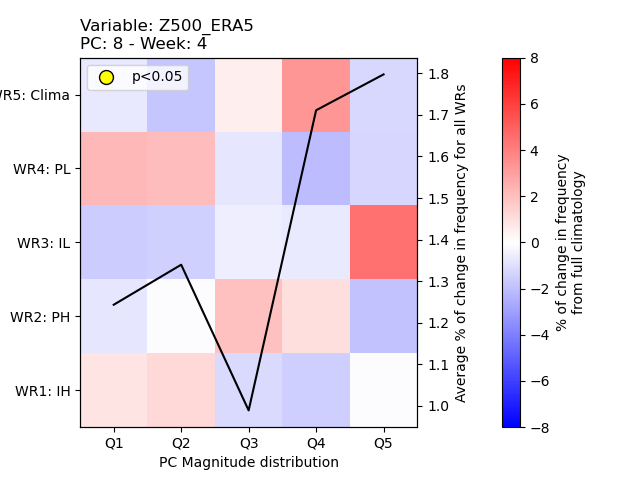 Variable: Z500_ERA5
PC: 8 - Week: 4
p<0.05
WR5: Clima
WR4: PL
WR3: IL
WR2: PH
WR1: IH
Q1 Q2 Q3 Q4 Q5
PC Magnitude distribution
1.8
1.7
1.6
1.5
1.4
1.3
1.2
1.1
1.0
Average % of change in frequency for all WRs
8
6
4
2
0
−2
−4
−6
−8
% of change in frequency
from full climatology